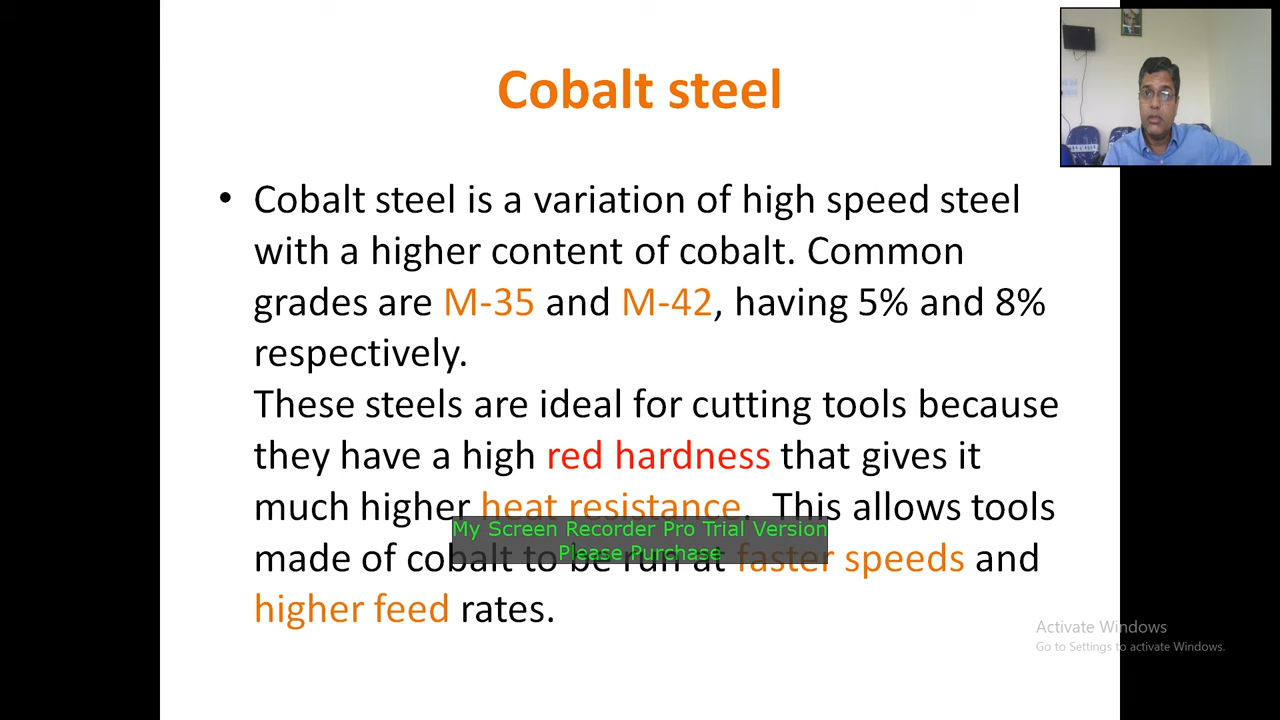 Cobalt steel
• Cobalt steel is a variation of high speed steel
with a higher content of cobalt. Common
grades are M-35 and M-42, having 5% and 8%
respectively.
These steels are ideal for cutting tools because
they have a high red hardness that gives it
much higher heat resistance. This allows tools
My Screen Recorder Pro Trial Version
Please Purchase
made of cobalt to be run at faster speeds and
higher feed rates.
Activate Windows
Go to Settings to activate Windows.